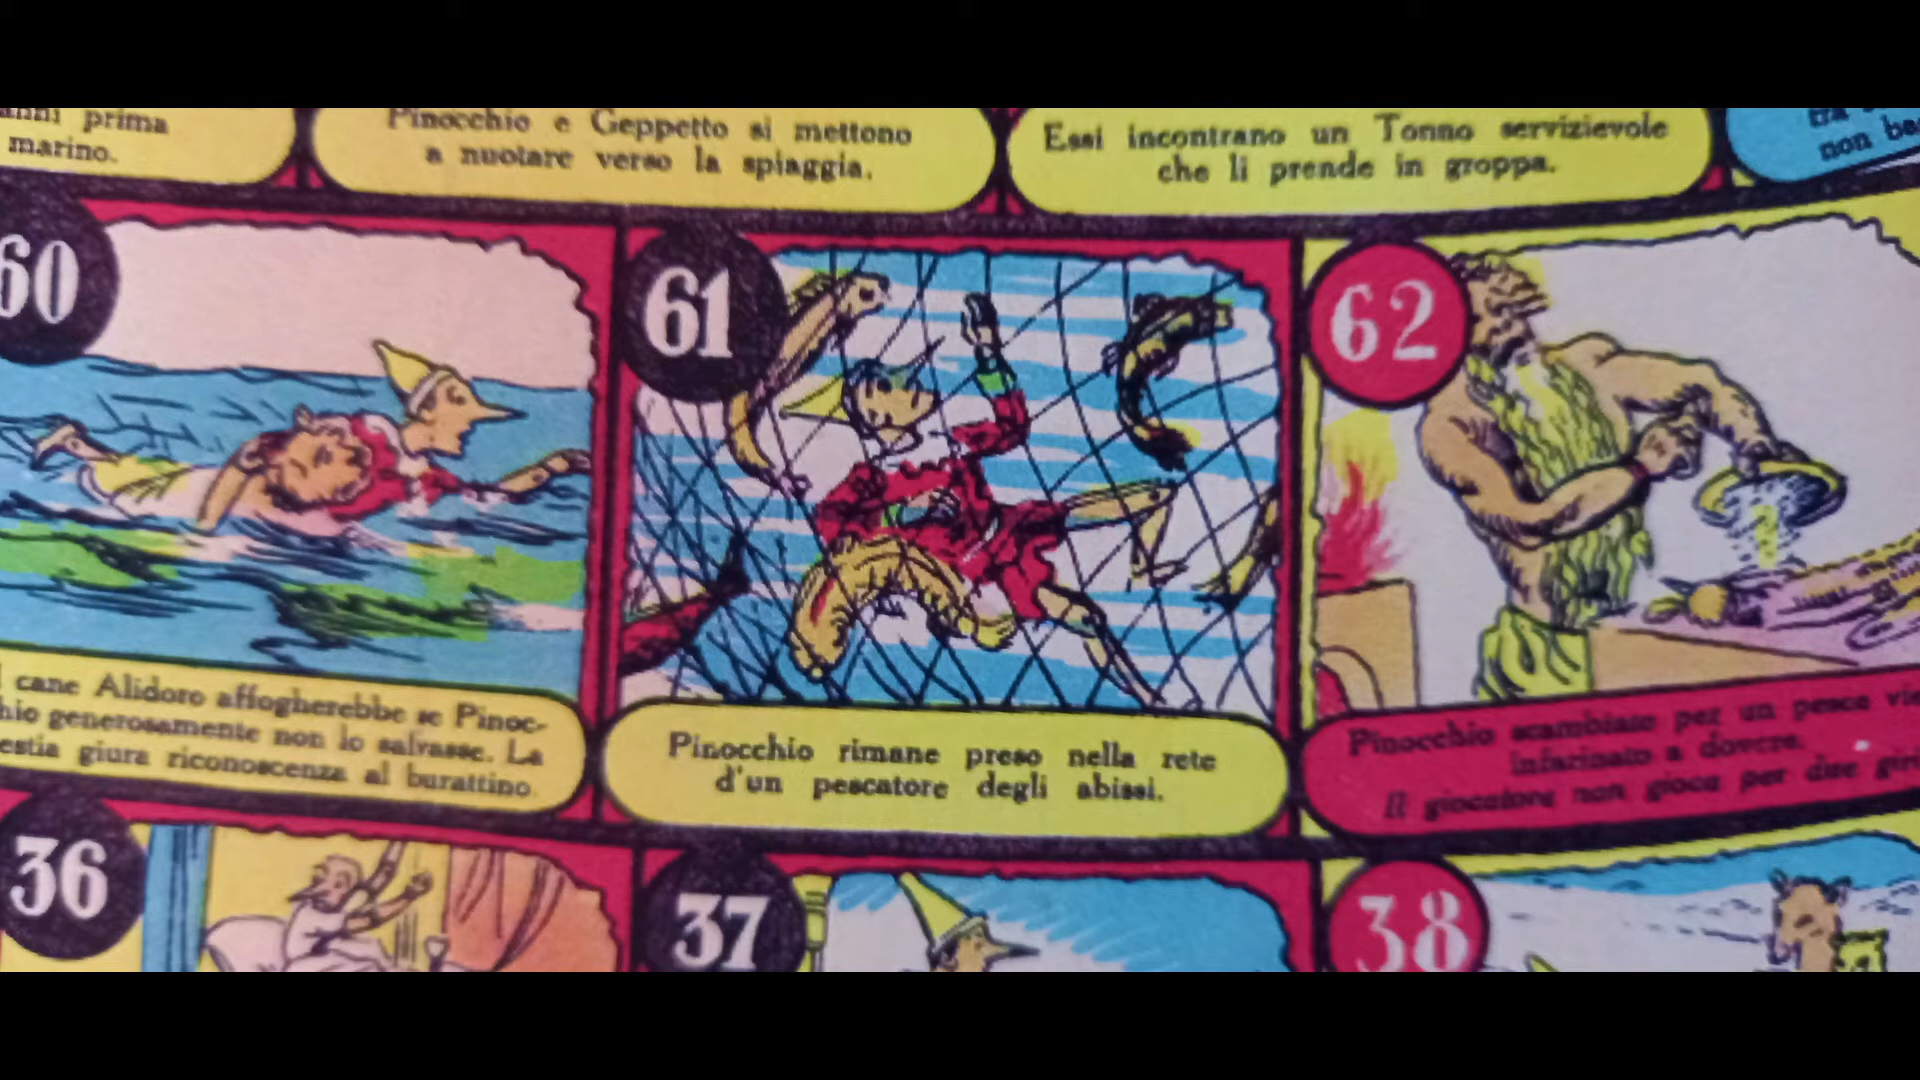 prima
marino.
Pinocchio e Geppetto si mettono
a nuotare verso la spiaggia.
Essi incontrano un Tonno servizievole
che li prende in groppa.
non
60
cane Alidoro affogherebbe se Pinoc-
generosamente non lo salvasse. La
giura riconoscenza al burattino.
61
Pinocchio rimane preso nella rete
d'un pescatore degli abissi.
62
Pinocchio scambiato per un pesce
infarinato a dovere.
Il giocatore non gioca per due giri
36
37
38